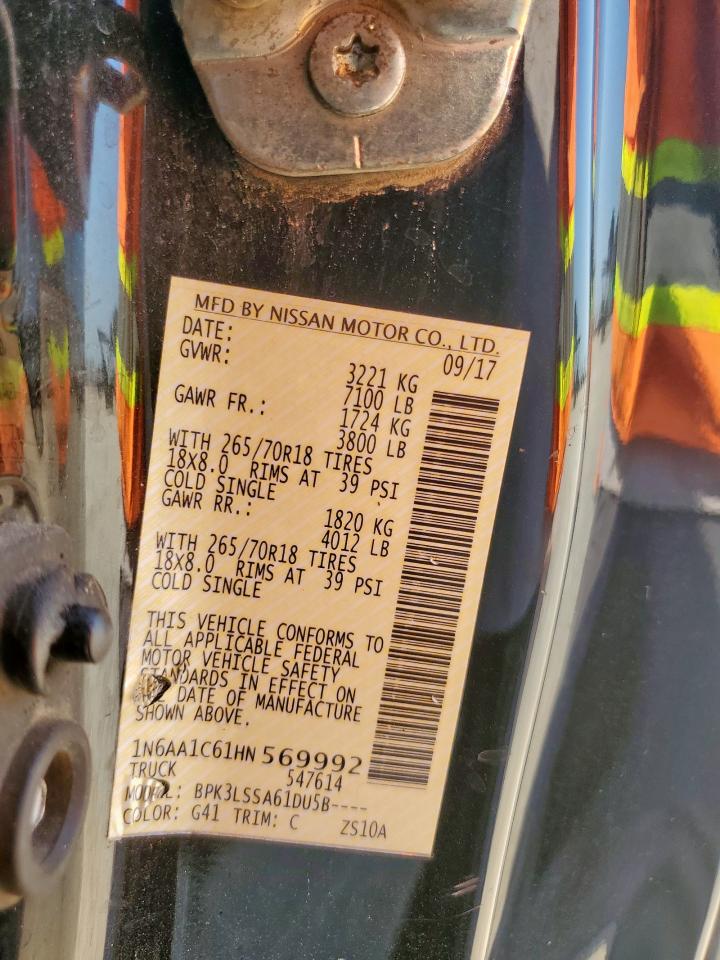 MFD BY NISSAN MOTOR CO., LTD.
DATE: 09/17
GVWR: 3221 KG
7100 LB
GAWR FR.: 1724 KG
3800 LB
WITH 265/70R18 TIRES
18X8.0 RIMS AT 39 PSI
COLD SINGLE
GAWR RR.: 1820 KG
4012 LB
WITH 265/70R18 TIRES
18X8.0 RIMS AT 39 PSI
COLD SINGLE
THIS VEHICLE CONFORMS TO
ALL APPLICABLE FEDERAL
MOTOR VEHICLE SAFETY
STANDARDS IN EFFECT ON
DATE OF MANUFACTURE
SHOWN ABOVE.
1N6AA1C61HN 569992
TRUCK 547614
MODEL: BPK3LSSA61DU5B----
COLOR: G41 TRIM: C ZS10A